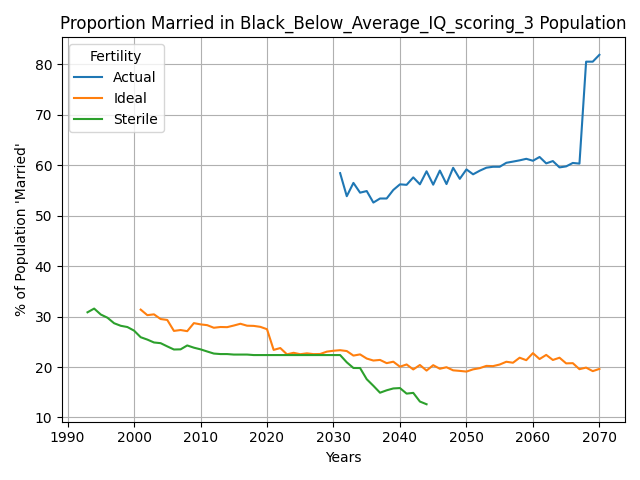 Proportion Married in Black_Below_Average_IQ_scoring_3 Population
Fertility
Actual
Ideal
Sterile
% of Population 'Married'
80
70
60
50
40
30
20
10
1990 2000 2010 2020 2030 2040 2050 2060 2070
Years